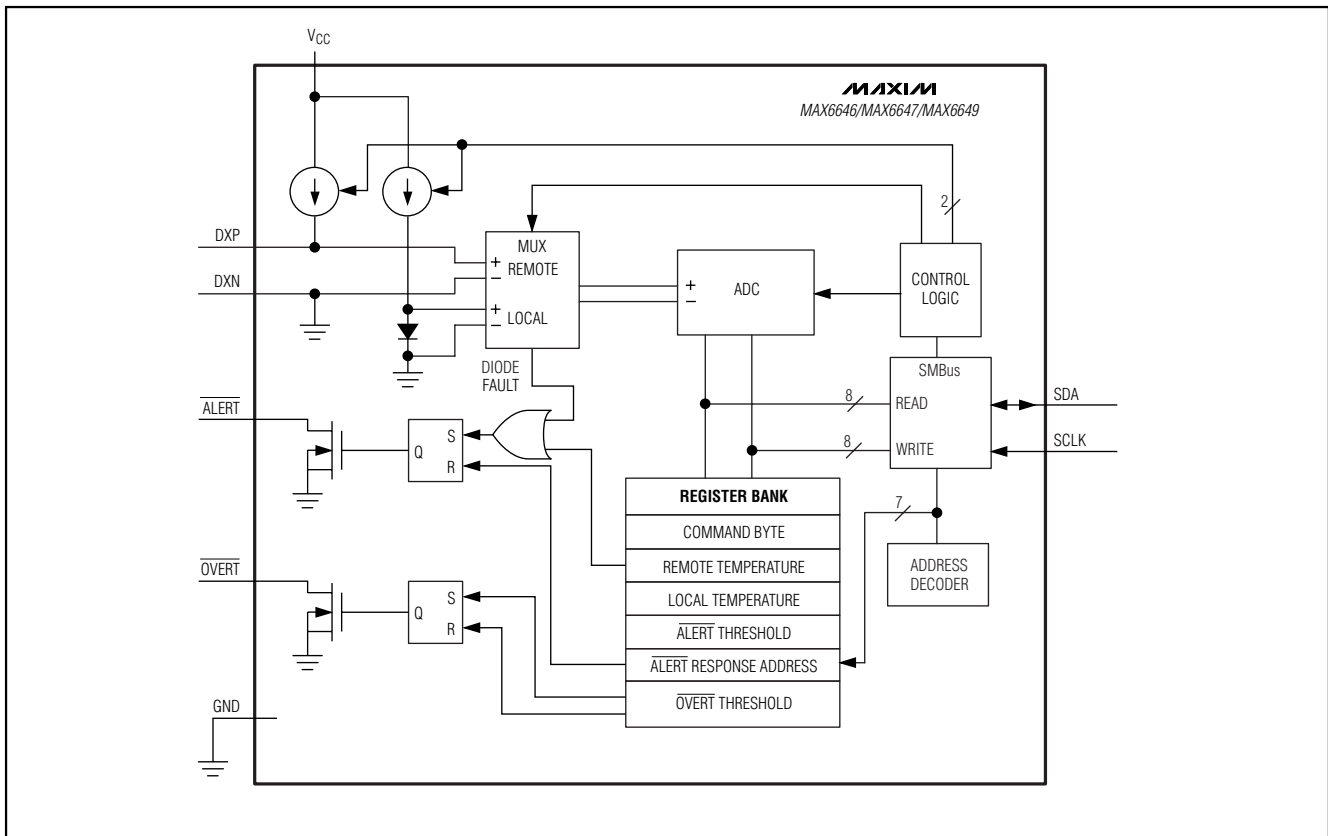 VCC
MAXIM
MAX6646/MAX6647/MAX6649
2
DXP
DXN
MUX
+
REMOTE
−
+
LOCAL
−
DIODE
FAULT
+
−
ADC
CONTROL
LOGIC
SMBus
READ
WRITE
8
8
SDA
SCLK
ALERT
S
Q
R
7
ADDRESS
DECODER
REGISTER BANK
COMMAND BYTE
REMOTE TEMPERATURE
LOCAL TEMPERATURE
ALERT THRESHOLD
ALERT RESPONSE ADDRESS
OVERT THRESHOLD
OVERT
S
Q
R
GND